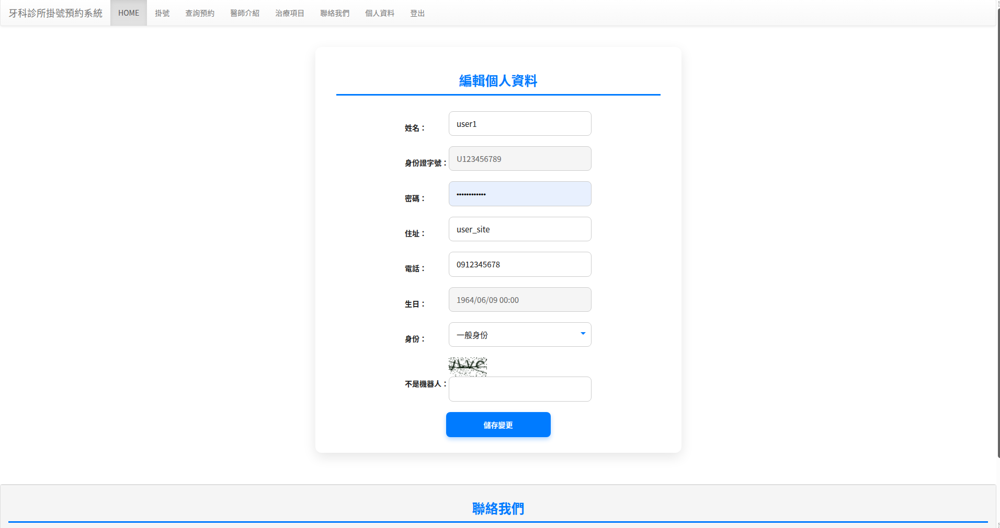 牙科診所掛號預約系統 HOME 掛號 查詢預約 醫師介紹 治療項目 聯絡我們 個人資料 登出
編輯個人資料
姓名： user1
身份證字號： U123456789
密碼： ••••••••••••
住址： user_site
電話： 0912345678
生日： 1964/06/09 00:00
身份： 一般身份
不是機器人：
儲存變更
聯絡我們